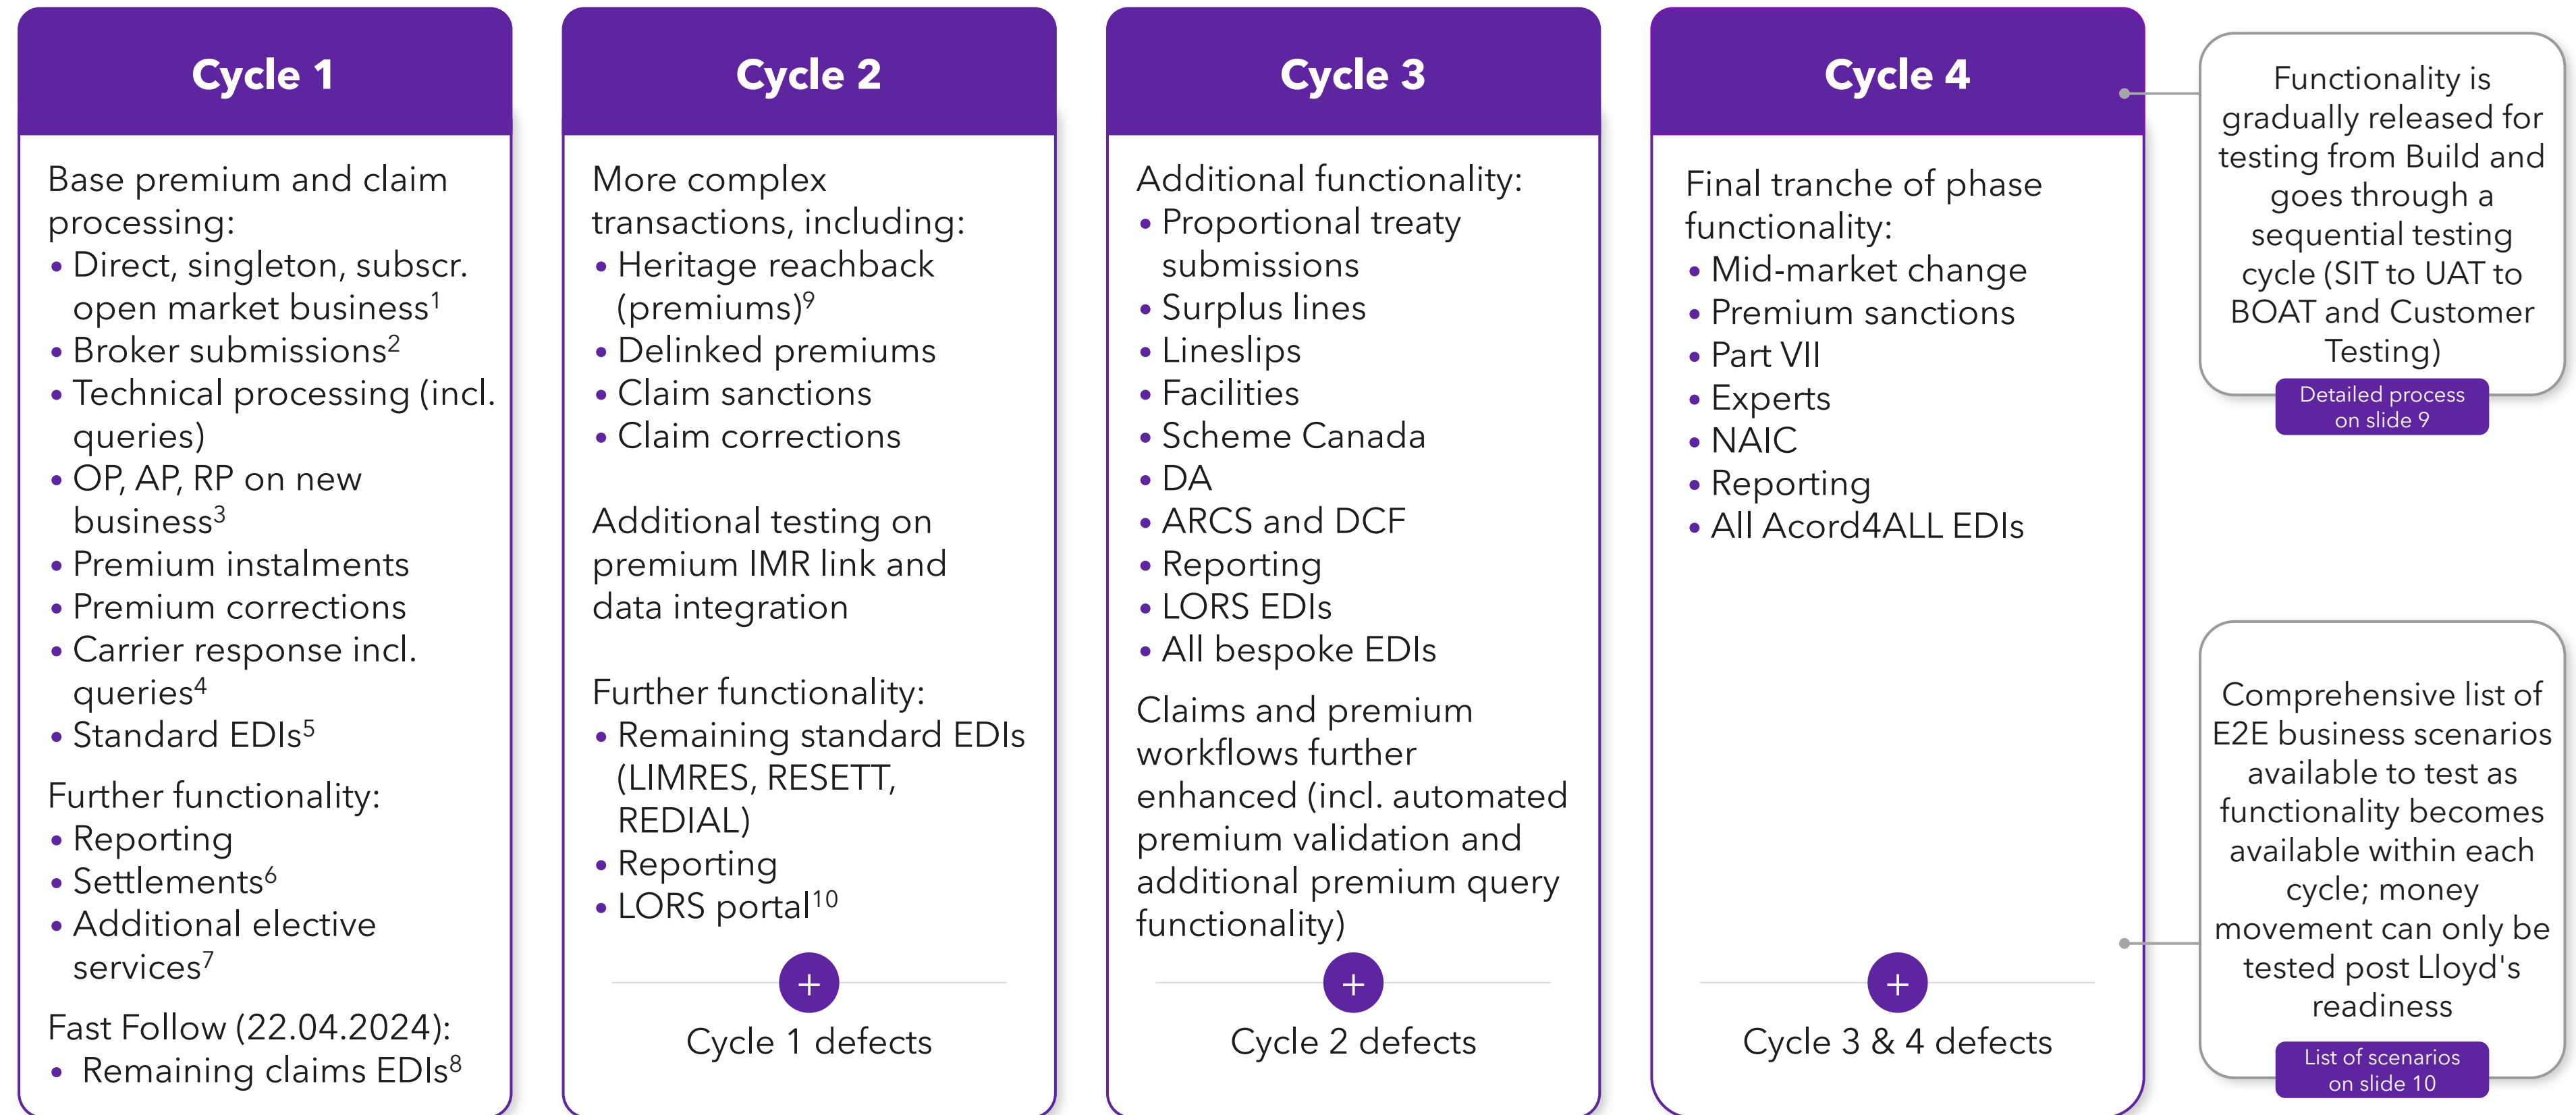 Cycle 1
Base premium and claim
processing:
• Direct, singleton, subscr.
open market business¹
• Broker submissions²
• Technical processing (incl.
queries)
• OP, AP, RP on new
business³
• Premium instalments
• Premium corrections
• Carrier response incl.
queries⁴
• Standard EDIs⁵
Further functionality:
• Reporting
• Settlements⁶
• Additional elective
services⁷
Fast Follow (22.04.2024):
• Remaining claims EDIs⁸
Cycle 2
More complex
transactions, including:
• Heritage reachback
(premiums)⁹
• Delinked premiums
• Claim sanctions
• Claim corrections
Additional testing on
premium IMR link and
data integration
Further functionality:
• Remaining standard EDIs
(LIMRES, RESETT,
REDIAL)
• Reporting
• LORS portal¹⁰
+
Cycle 1 defects
Cycle 3
Additional functionality:
• Proportional treaty
submissions
• Surplus lines
• Lineslips
• Facilities
• Scheme Canada
• DA
• ARCS and DCF
• Reporting
• LORS EDIs
• All bespoke EDIs
Claims and premium
workflows further
enhanced (incl. automated
premium validation and
additional premium query
functionality)
+
Cycle 2 defects
Cycle 4
Final tranche of phase
functionality:
• Mid-market change
• Premium sanctions
• Part VII
• Experts
• NAIC
• Reporting
• All Acord4ALL EDIs
+
Cycle 3 & 4 defects
Functionality is
gradually released for
testing from Build and
goes through a
sequential testing
cycle (SIT to UAT to
BOAT and Customer
Testing)
Detailed process
on slide 9
Comprehensive list of
E2E business scenarios
available to test as
functionality becomes
available within each
cycle; money
movement can only be
tested post Lloyd's
readiness
List of scenarios
on slide 10